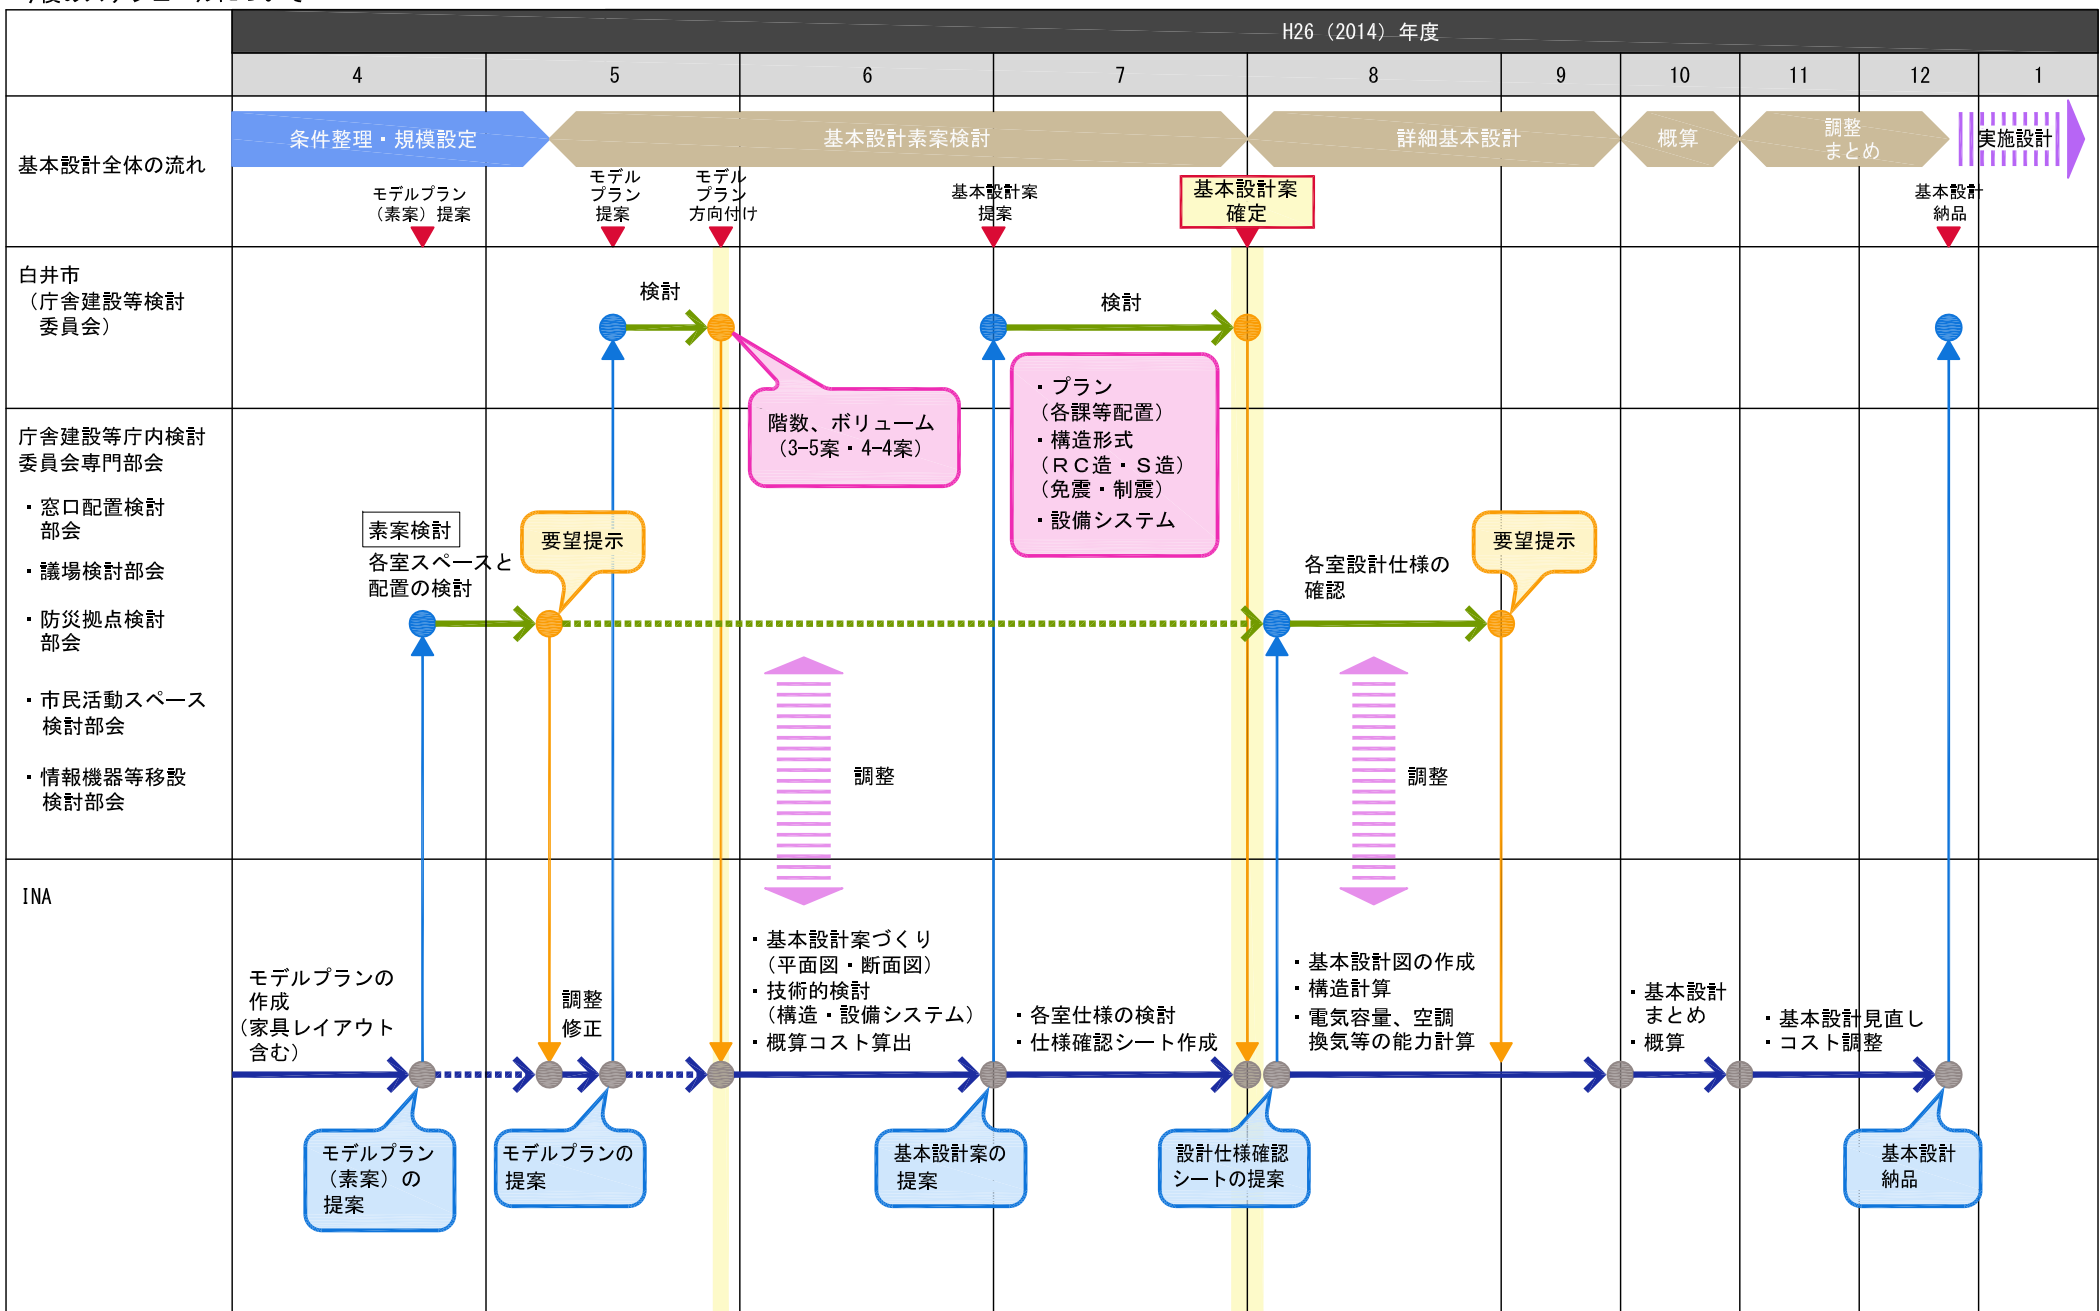 H26（2014）年度
4
5
6
7
8
9
10
11
12
1
基本設計全体の流れ
条件整理・規模設定
基本設計素案検討
詳細基本設計
概算
調整
まとめ
実施設計
モデルプラン
（素案）提案
モデル
プラン
提案
モデル
プラン
方向付け
基本設計案
提案
基本設計案
確定
基本設計
納品
白井市
（庁舎建設等検討
委員会）
検討
検討
階数、ボリューム
（3-5案・4-4案）
・プラン
（各課等配置）
・構造形式
（ＲＣ造・Ｓ造）
（免震・制震）
・設備システム
庁舎建設等庁内検討
委員会専門部会
・窓口配置検討
部会
・議場検討部会
・防災拠点検討
部会
・市民活動スペース
検討部会
・情報機器等移設
検討部会
素案検討
各室スペースと
配置の検討
要望提示
各室設計仕様の
確認
要望提示
調整
調整
INA
モデルプランの
作成
（家具レイアウト
含む）
調整
修正
・基本設計案づくり
（平面図・断面図）
・技術的検討
（構造・設備システム）
・概算コスト算出
・各室仕様の検討
・仕様確認シート作成
・基本設計図の作成
・構造計算
・電気容量、空調
換気等の能力計算
・基本設計
まとめ
・概算
・基本設計見直し
・コスト調整
モデルプラン
（素案）の
提案
モデルプランの
提案
基本設計案の
提案
設計仕様確認
シートの提案
基本設計
納品